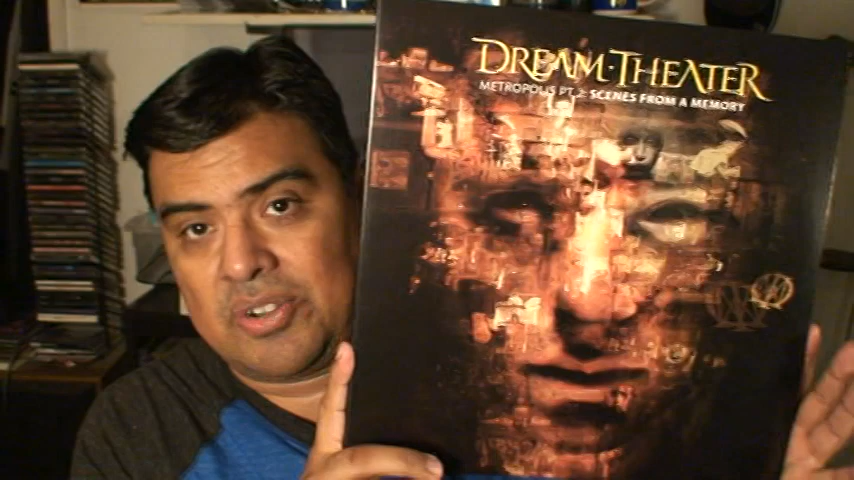 DREAM·THEATER
METROPOLIS PT. 2: SCENES FROM A MEMORY